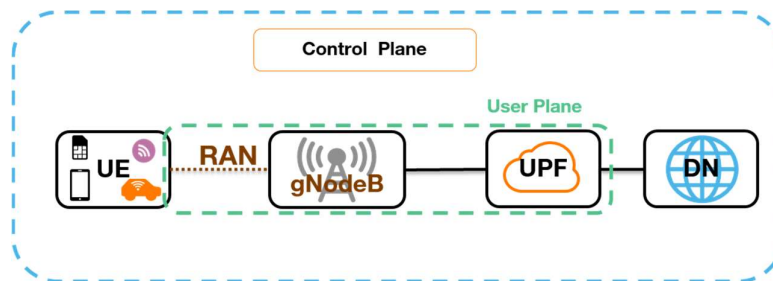 Control Plane
User Plane
UE
RAN
gNodeB
UPF
DN